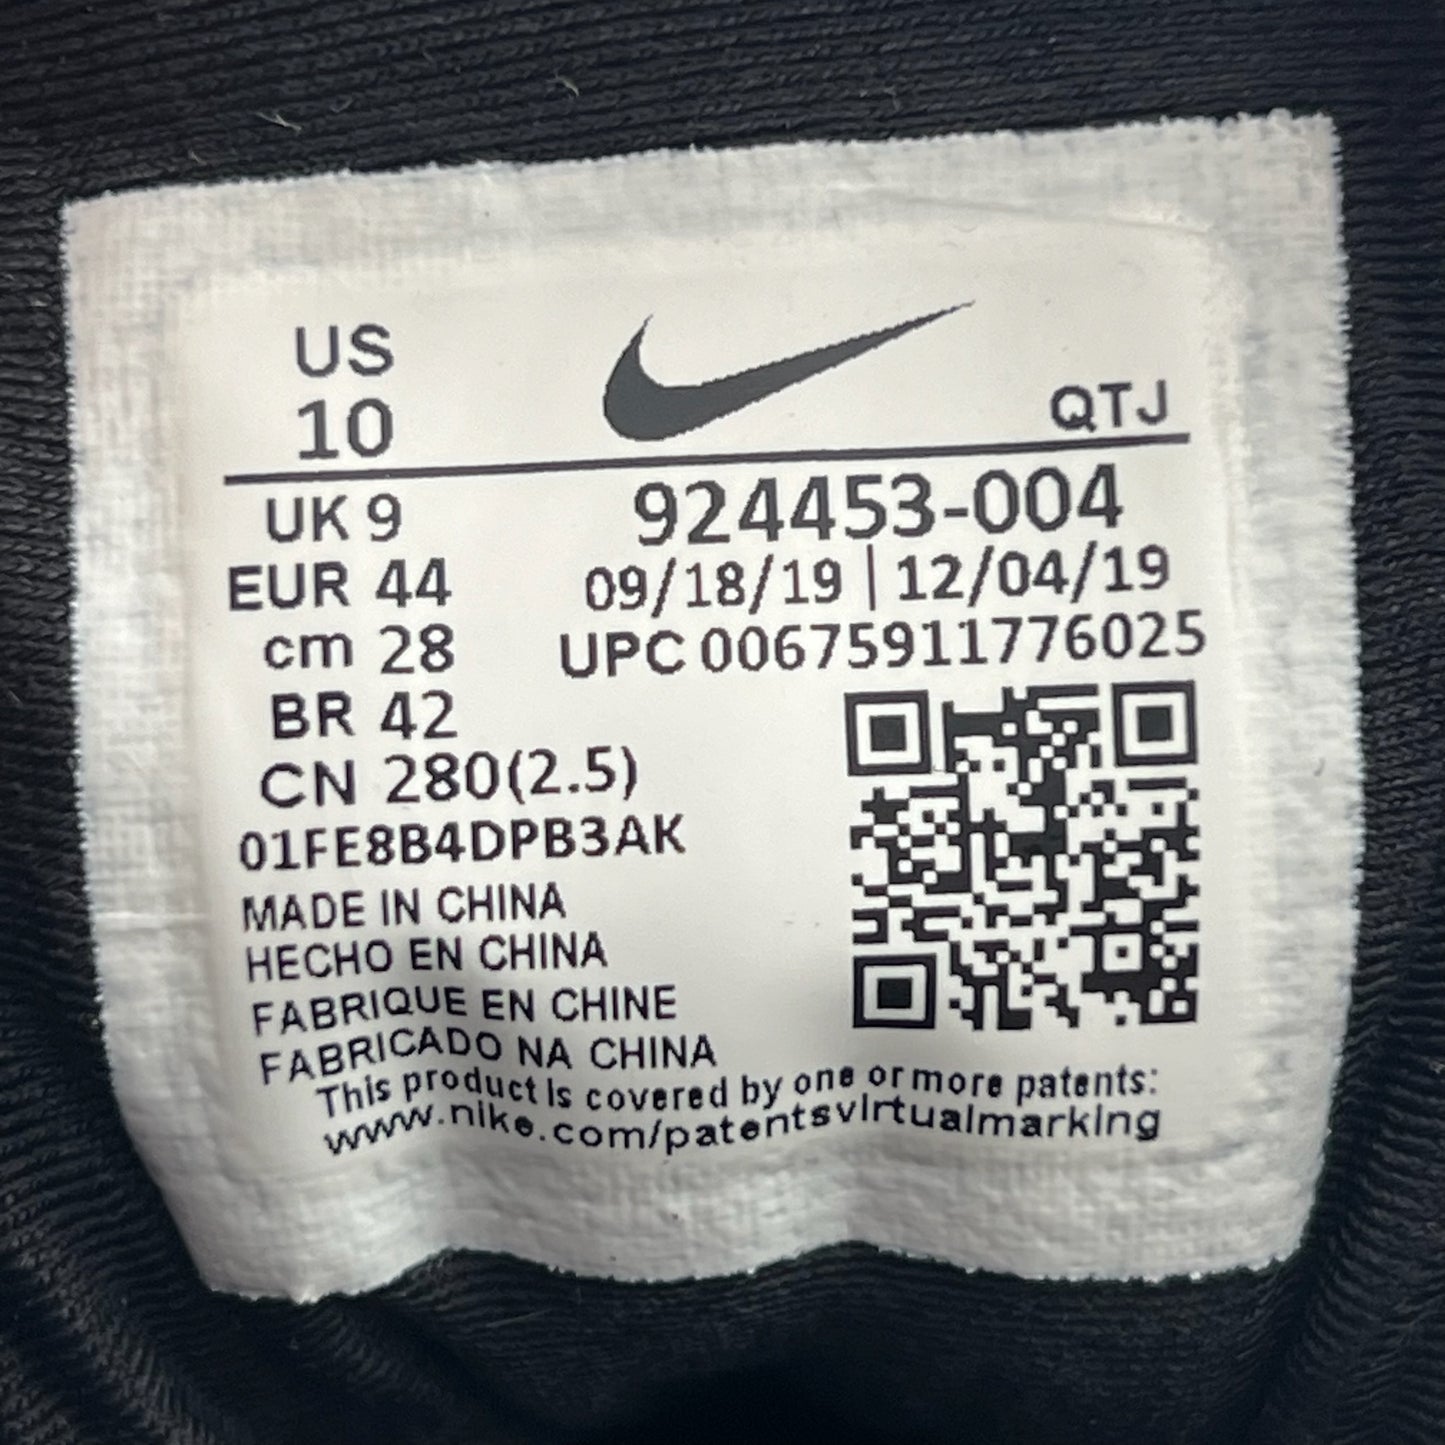 US
10
QTJ
UK 9
924453-004
EUR 44
09/18/19 | 12/04/19
cm 28
UPC 00675911776025
BR 42
CN 280(2.5)
01FE8B4DPB3AK
MADE IN CHINA
HECHO EN CHINA
FABRIQUE EN CHINE
FABRICADO NA CHINA
This product is covered by one or more patents:
www.nike.com/patentsvirtualmarking